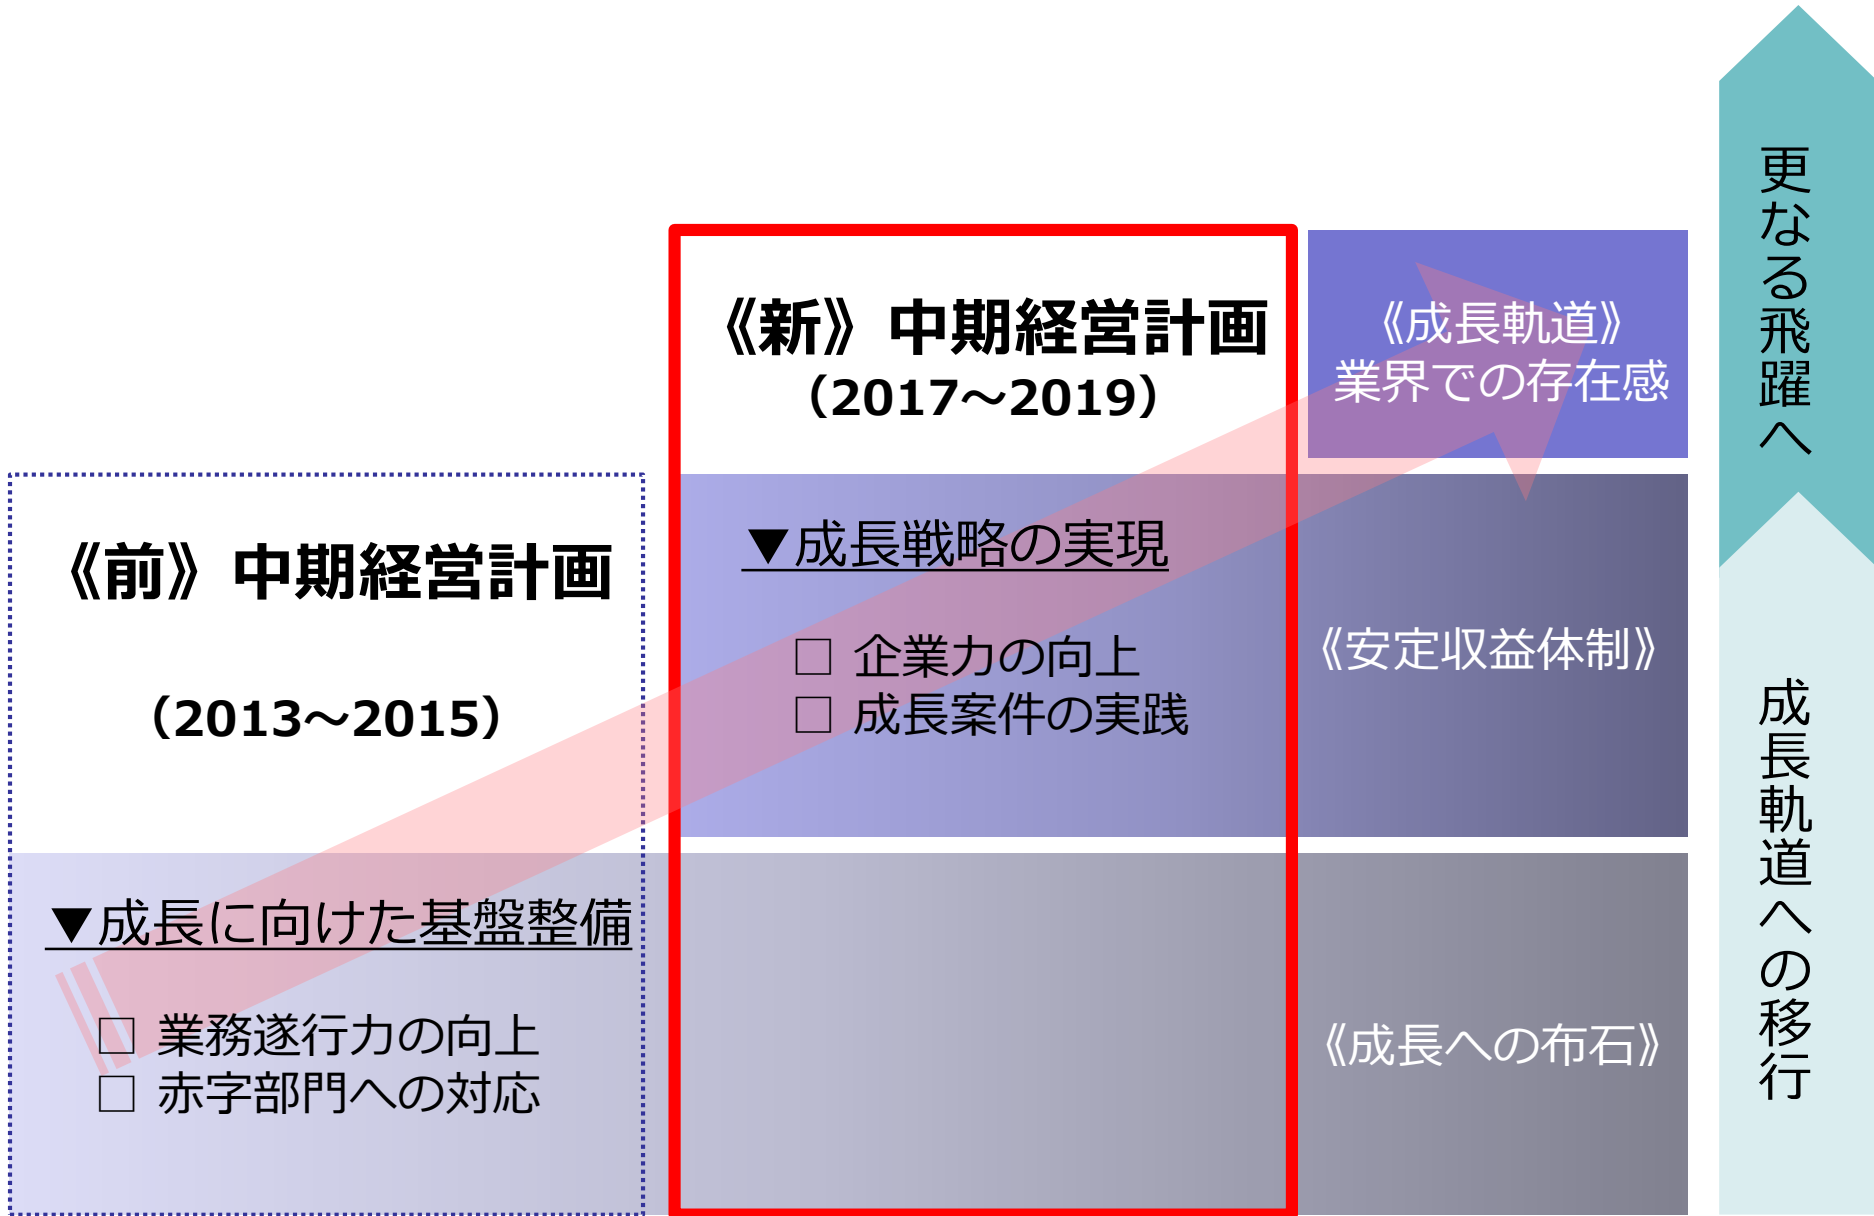 《前》中期経営計画
（2013～2015）
▼成長に向けた基盤整備
□ 業務遂行力の向上
□ 赤字部門への対応
《新》中期経営計画
（2017～2019）
▼成長戦略の実現
□ 企業力の向上
□ 成長案件の実践
《成長軌道》
業界での存在感
《安定収益体制》
《成長への布石》
更なる飛躍へ
成長軌道への移行